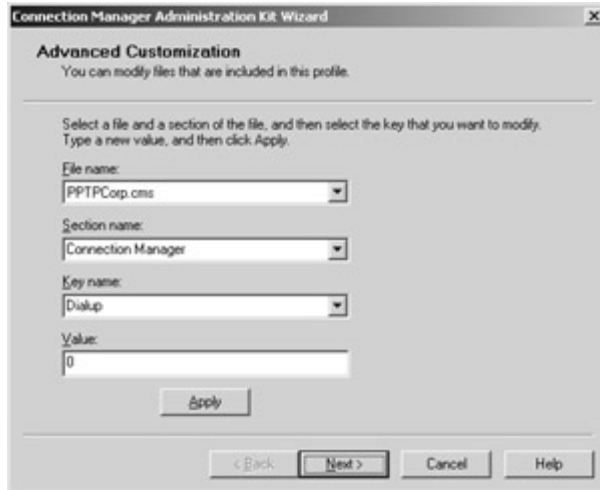 Connection Manager Administration Kit Wizard
Advanced Customization
You can modify files that are included in this profile.
Select a file and a section of the file, and then select the key that you want to modify.
Type a new value, and then click Apply.
File name:
PPTPCorp.cms
Section name:
Connection Manager
Key name:
Dialup
Value:
0
Apply
< Back Next > Cancel Help